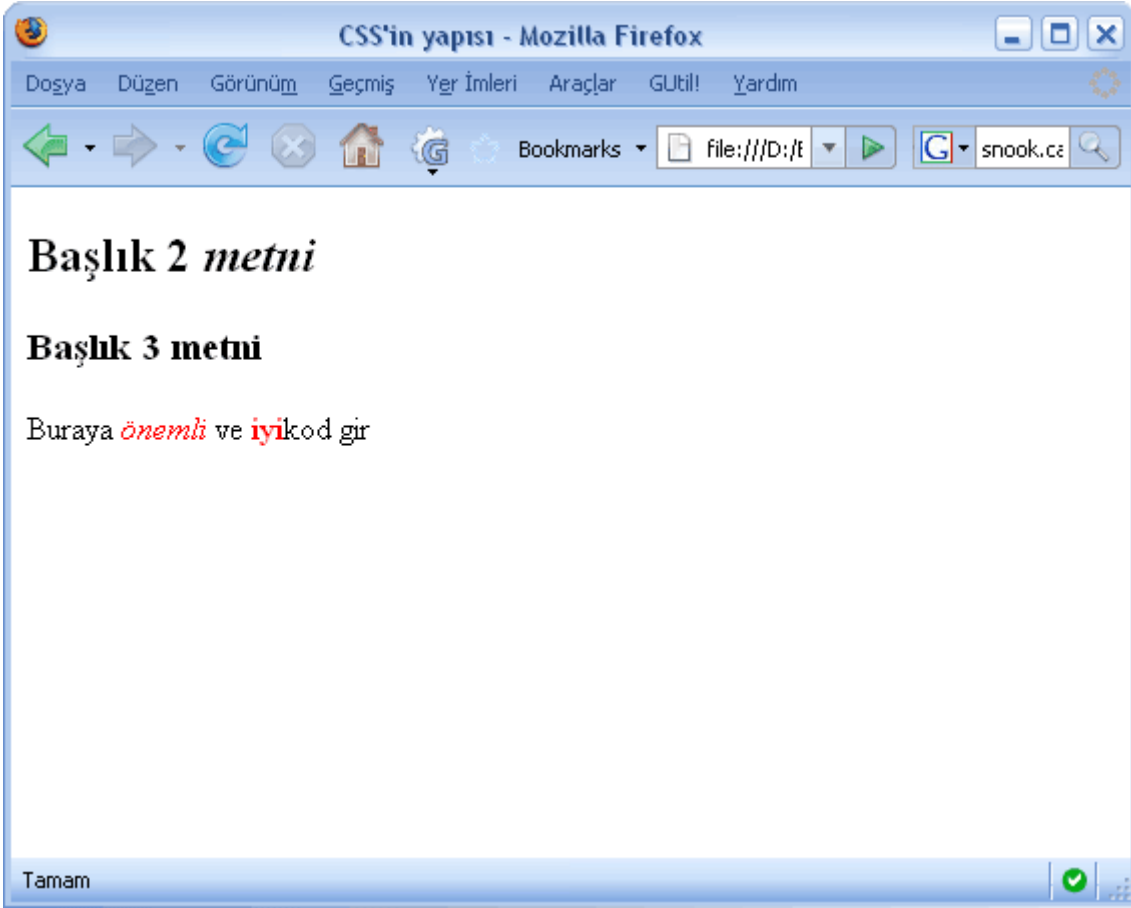 CSS'in yapısı - Mozilla Firefox
Dosya Düzen Görünüm Geçmiş Yer İmleri Araçlar GUtil! Yardım
Bookmarks file:///D:/E G snook.ca
Başlık 2 metni
Başlık 3 metni
Buraya önemli ve iyikod gir
Tamam